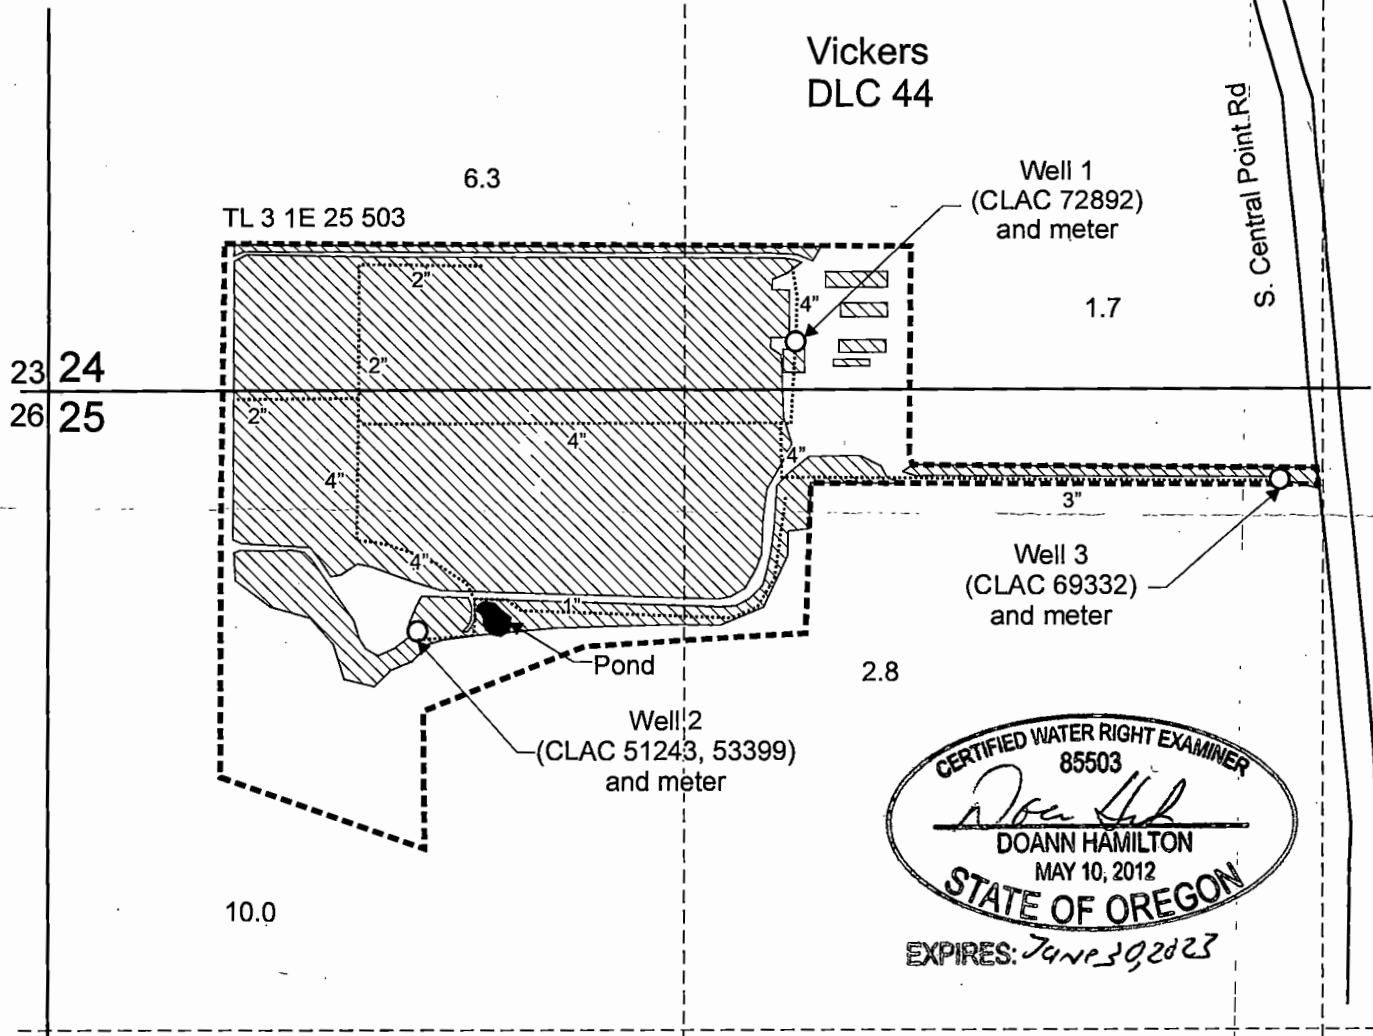 Vickers
DLC 44
S. Central Point Rd
6.3
Well 1
(CLAC 72892)
and meter
TL 3 1E 25 503
2"
4"
1.7
2"
23 24
26 25
2"
4"
4"
4"
3"
4"
Well 3
(CLAC 69332)
and meter
1"
Pond
2.8
Well 2
(CLAC 51243, 53399)
and meter
CERTIFIED WATER RIGHT EXAMINER
85503
DOANN HAMILTON
MAY 10, 2012
STATE OF OREGON
10.0
EXPIRES: June 30, 2023